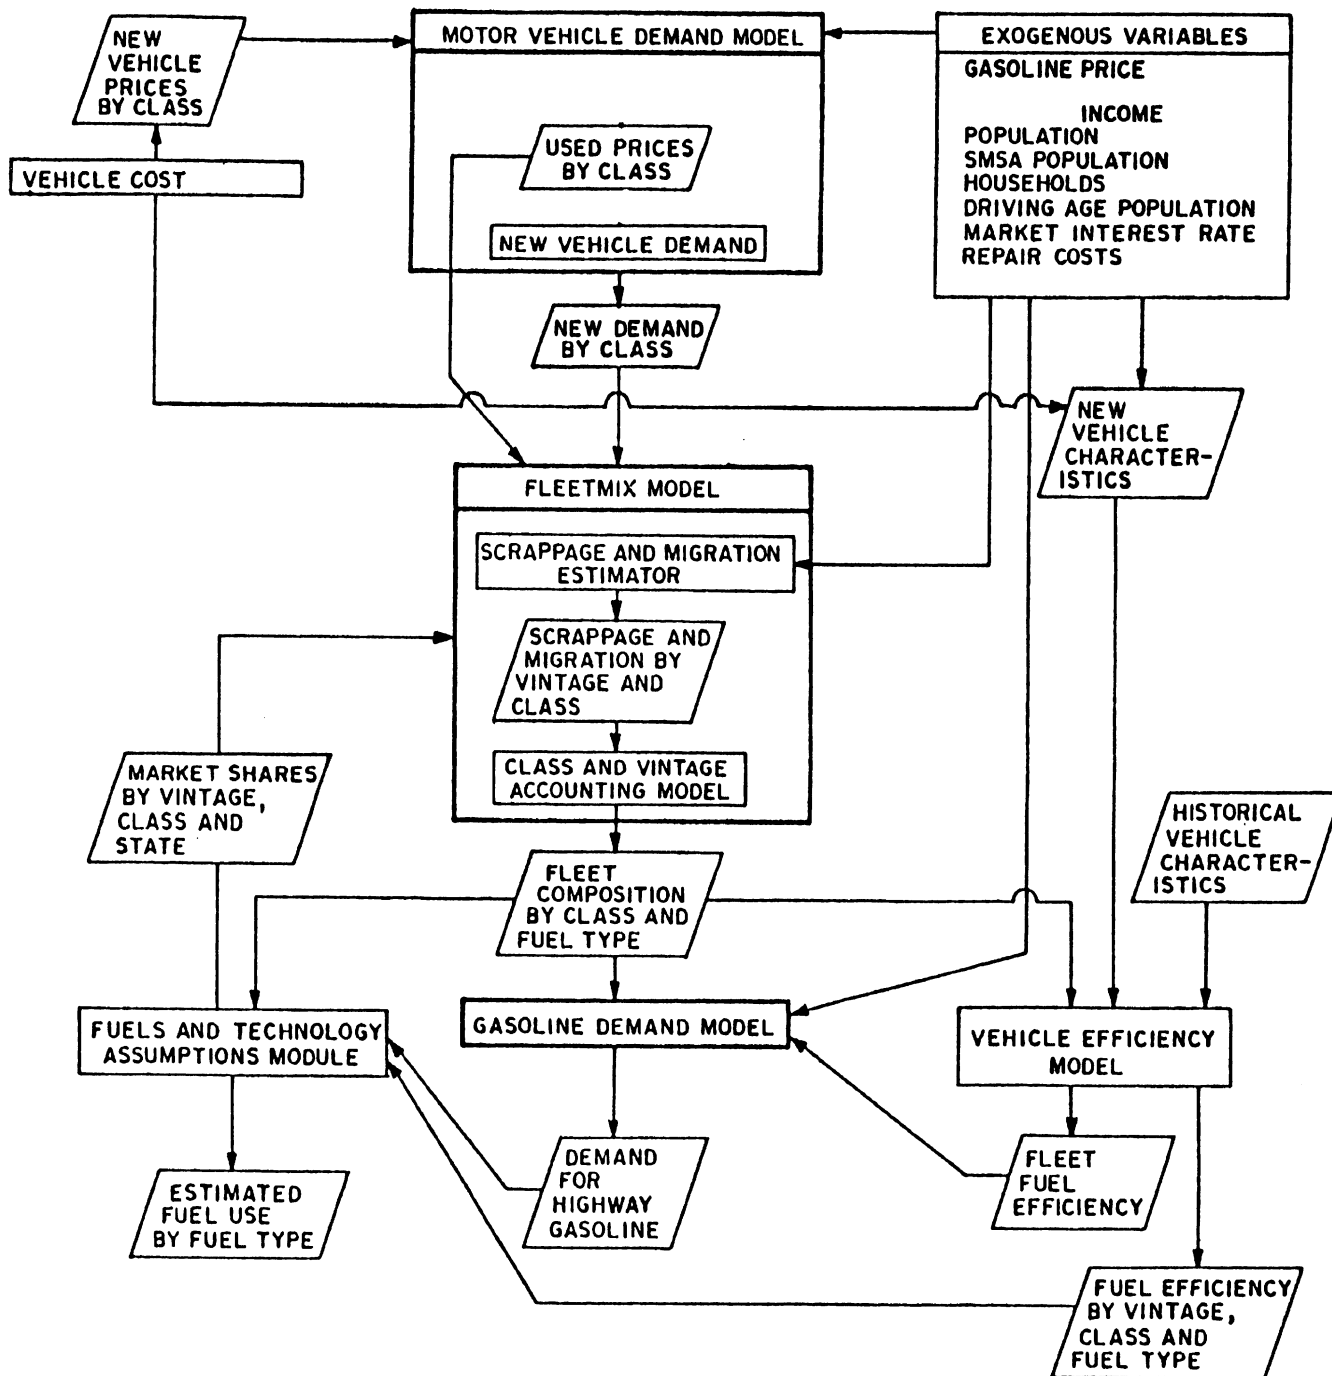 NEW
VEHICLE
PRICES
BY CLASS
MOTOR VEHICLE DEMAND MODEL
EXOGENOUS VARIABLES
GASOLINE PRICE
INCOME
POPULATION
SMSA POPULATION
HOUSEHOLDS
DRIVING AGE POPULATION
MARKET INTEREST RATE
REPAIR COSTS
VEHICLE COST
USED PRICES
BY CLASS
NEW VEHICLE DEMAND
NEW DEMAND
BY CLASS
NEW
VEHICLE
CHARACTER-
ISTICS
FLEETMIX MODEL
SCRAPPAGE AND MIGRATION
ESTIMATOR
SCRAPPAGE AND
MIGRATION BY
VINTAGE AND
CLASS
CLASS AND VINTAGE
ACCOUNTING MODEL
MARKET SHARES
BY VINTAGE,
CLASS AND
STATE
HISTORICAL
VEHICLE
CHARACTER-
ISTICS
FLEET
COMPOSITION
BY CLASS AND
FUEL TYPE
FUELS AND TECHNOLOGY
ASSUMPTIONS MODULE
GASOLINE DEMAND MODEL
VEHICLE EFFICIENCY
MODEL
ESTIMATED
FUEL USE
BY FUEL TYPE
DEMAND
FOR
HIGHWAY
GASOLINE
FLEET
FUEL
EFFICIENCY
FUEL EFFICIENCY
BY VINTAGE,
CLASS AND
FUEL TYPE